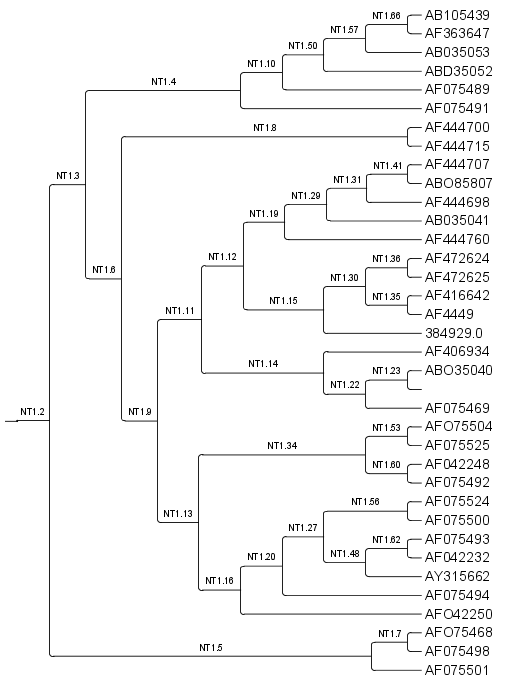 NT1.66 AB105439
NT1.57 AF363647
NT1.50 AB035053
NT1.10 ABD35052
NT1.4 AF075489
AF075491
NT1.8 AF444700
AF444715
NT1.41 AF444707
NT1.3 NT1.31 ABO85807
NT1.29 AF444698
NT1.19 AB035041
AF444760
NT1.12 NT1.36 AF472624
NT1.6 NT1.30 AF472625
NT1.15 NT1.35 AF416642
NT1.11 AF4449
384929.0
AF406934
NT1.14 NT1.23 ABO35040
NT1.22
NT1.2 NT1.9 AF075469
NT1.53 AFO75504
NT1.34 AF075525
NT1.60 AF042248
AF075492
NT1.56 AF075524
NT1.13 AF075500
NT1.27 NT1.62 AF075493
NT1.20 NT1.48 AF042232
NT1.16 AY315662
AF075494
AFO42250
NT1.7 AFO75468
NT1.5 AF075498
AF075501